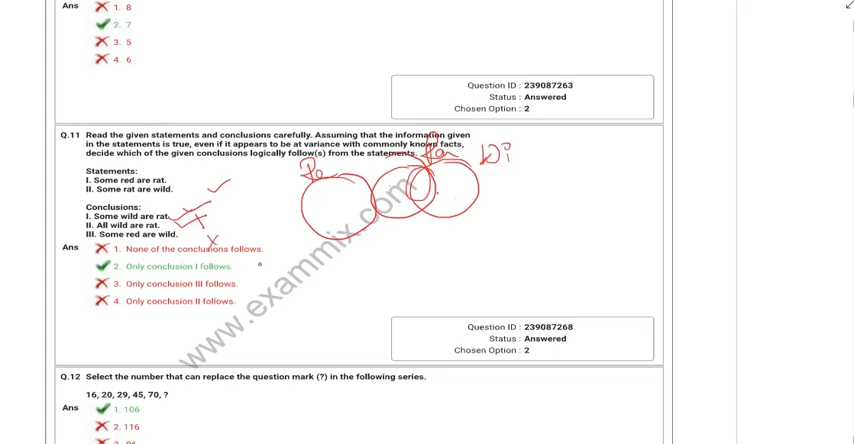 Ans
1. 8
2. 7
3. 5
4. 6
Question ID : 239087263
Status : Answered
Chosen Option : 2
Q.11 Read the given statements and conclusions carefully. Assuming that the information given
in the statements is true, even if it appears to be at variance with commonly known facts,
decide which of the given conclusions logically follow(s) from the statements.
Statements:
I. Some red are rat.
II. Some rat are wild.
Conclusions:
I. Some wild are rat.
II. All wild are rat.
III. Some red are wild.
Ans
1. None of the conclusions follows.
2. Only conclusion I follows.
3. Only conclusion III follows.
4. Only conclusion II follows.
www.exammix.com
Question ID : 239087268
Status : Answered
Chosen Option : 2
Q.12 Select the number that can replace the question mark (?) in the following series.
16, 20, 29, 45, 70, ?
Ans
1. 106
2. 116